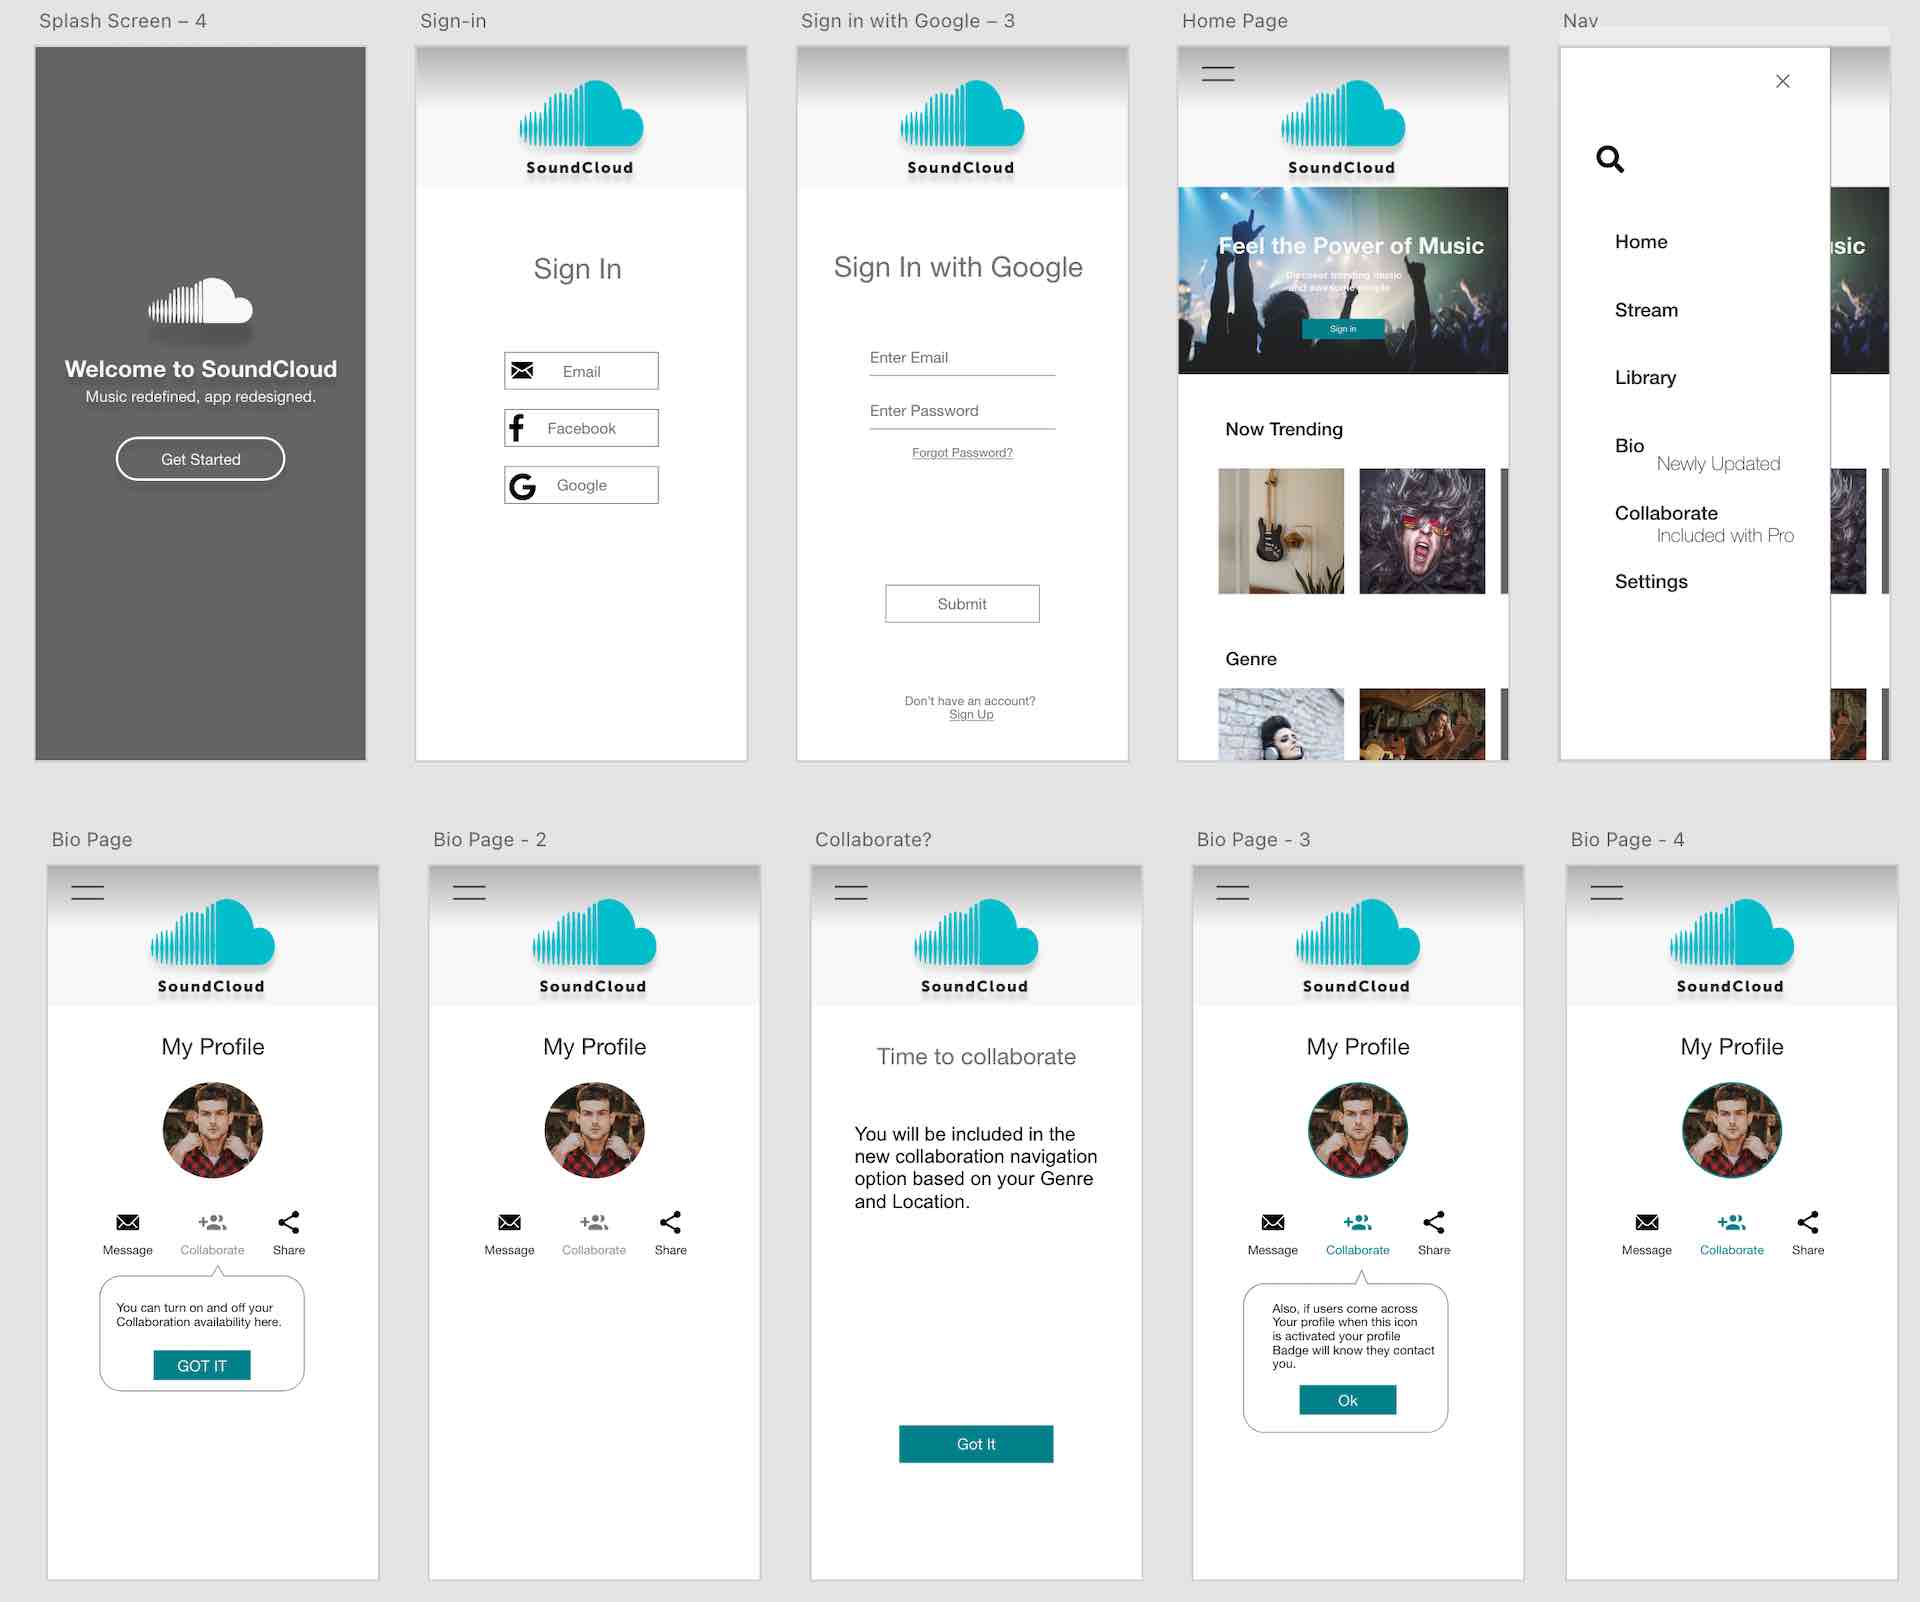 Splash Screen – 4
Welcome to SoundCloud
Music redefined, app redesigned.
Get Started
Sign-in
SoundCloud
Sign In
Email
Facebook
Google
Sign in with Google – 3
SoundCloud
Sign In with Google
Enter Email
Enter Password
Forgot Password?
Submit
Don't have an account?
Sign Up
Home Page
SoundCloud
Feel the Power of Music
Discover trending music
and awesome people
Sign in
Now Trending
Genre
Nav
Home
Stream
Library
Bio
Newly Updated
Collaborate
Included with Pro
Settings
usic
Bio Page
SoundCloud
My Profile
Message Collaborate Share
You can turn on and off your
Collaboration availability here.
GOT IT
Bio Page - 2
SoundCloud
My Profile
Message Collaborate Share
Collaborate?
SoundCloud
Time to collaborate
You will be included in the
new collaboration navigation
option based on your Genre
and Location.
Got It
Bio Page - 3
SoundCloud
My Profile
Message Collaborate Share
Also, if users come across
Your profile when this icon
is activated your profile
Badge will know they contact
you.
Ok
Bio Page - 4
SoundCloud
My Profile
Message Collaborate Share